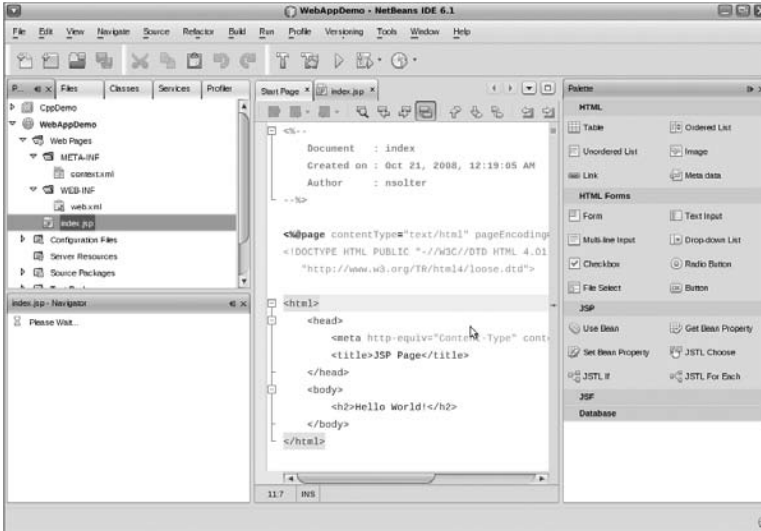 WebAppDemo - NetBeans IDE 6.1
File Edit View Navigate Source Refactor Build Run Profile Versioning Tools Window Help
P... Files Classes Services Profiler
CppDemo
WebAppDemo
Web Pages
META-INF
context.xml
WEB-INF
web.xml
index.jsp
Configuration Files
Server Resources
Source Packages
index.jsp - Navigator
Please Wait...
Start Page index.jsp
<%--
Document : index
Created on : Oct 21, 2008, 12:19:05 AM
Author : nsolter
--%>
<%@page contentType="text/html" pageEncoding
<!DOCTYPE HTML PUBLIC "-//W3C//DTD HTML 4.01
"http://www.w3.org/TR/html4/loose.dtd">
<html>
<head>
<meta http-equiv="Content-Type" conte
<title>JSP Page</title>
</head>
<body>
<h2>Hello World!</h2>
</body>
</html>
11:7 INS
Palette
HTML
Table Ordered List
Unordered List Image
Link Meta data
HTML Forms
Form Text Input
Multi-line Input Drop-down List
Checkbox Radio Button
File Select Button
JSP
Use Bean Get Bean Property
Set Bean Property JSTL Choose
JSTL If JSTL For Each
JSF
Database